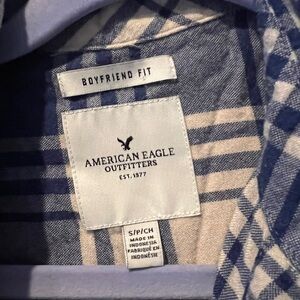 BOYFRIEND FIT
AMERICAN EAGLE
OUTFITTERS
EST. 1977
S/P/CH
MADE IN
INDONESIA
FABRIQUÉ EN
INDONÉSIE